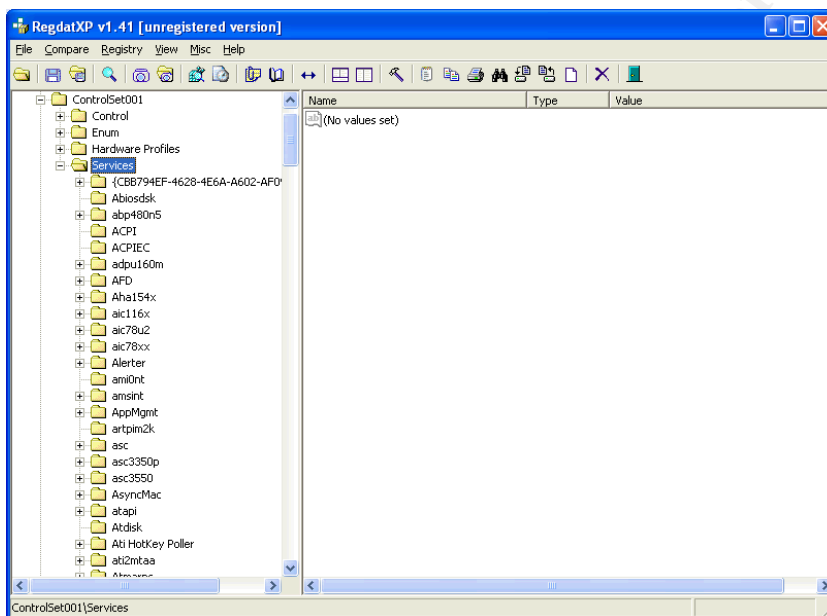 RegdatXP v1.41 [unregistered version]
File Compare Registry View Misc Help
ControlSet001
Control
Enum
Hardware Profiles
Services
{CBB794EF-4628-4E6A-A602-AF0
Abiosdsk
abp480n5
ACPI
ACPIEC
adpu160m
AFD
Aha154x
aic116x
aic78u2
aic78xx
Alerter
ami0nt
amsint
AppMgmt
artpim2k
asc
asc3350p
asc3550
AsyncMac
atapi
Atdisk
Ati HotKey Poller
ati2mtaa
Name Type Value
ab (No values set)
ControlSet001\Services